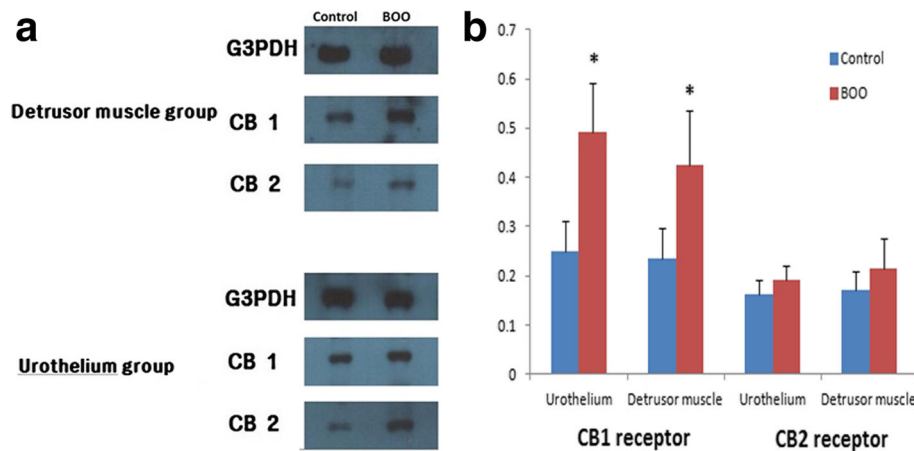 a
Control BOO
G3PDH
Detrusor muscle group
CB 1
CB 2
G3PDH
CB 1
Urothelium group
CB 2
b
0.7
0.6
0.5
0.4
0.3
0.2
0.1
0
*
*
Control
BOO
Urothelium Detrusor muscle Urothelium Detrusor muscle
CB1 receptor CB2 receptor